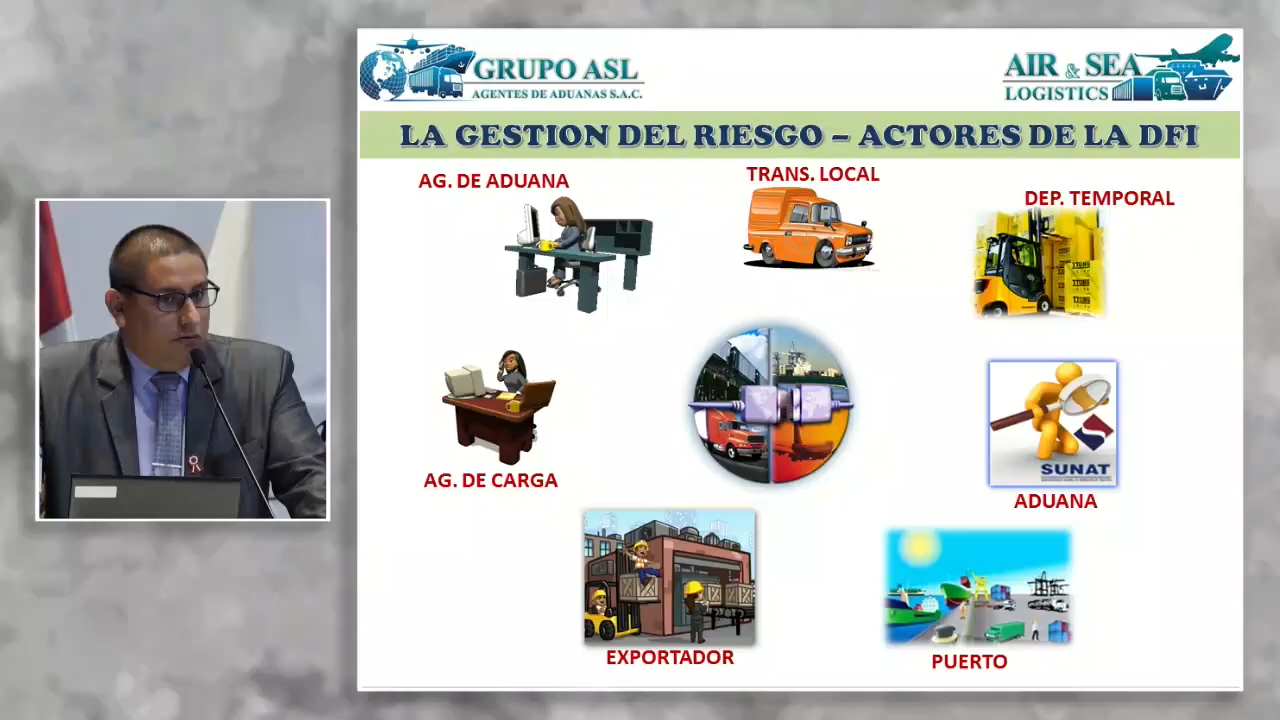 GRUPO ASL
AGENTES DE ADUANAS S.A.C.
AIR & SEA
LOGISTICS
LA GESTION DEL RIESGO – ACTORES DE LA DFI
AG. DE ADUANA
TRANS. LOCAL
DEP. TEMPORAL
AG. DE CARGA
SUNAT
ADUANA
EXPORTADOR
PUERTO